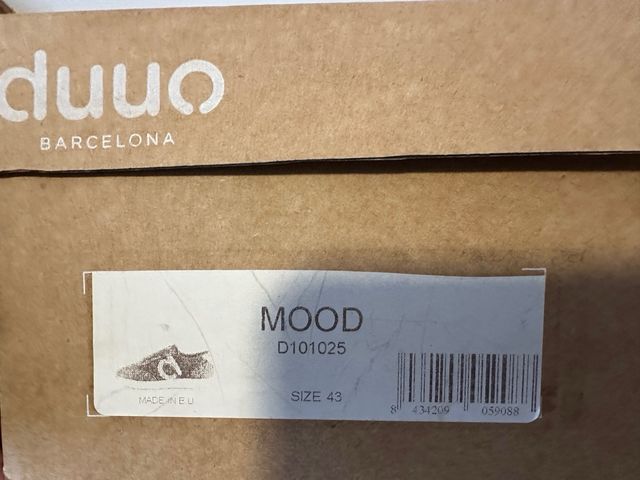 duuo
BARCELONA
MOOD
D101025
MADE IN E.U
SIZE 43
8 434209 059088